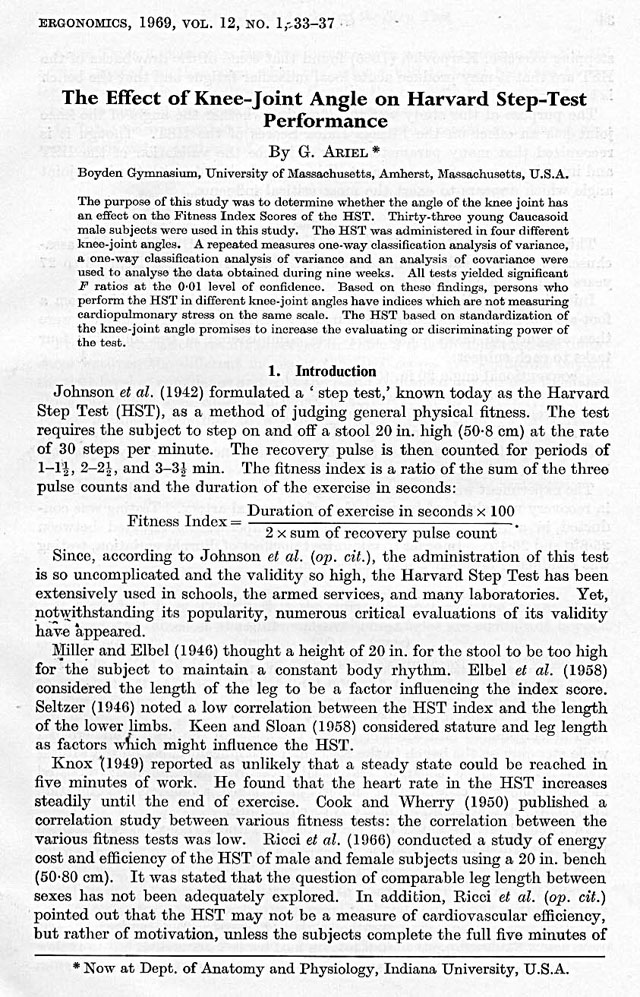 ERGONOMICS, 1969, VOL. 12, NO. 1, 33–37
The Effect of Knee-Joint Angle on Harvard Step-Test
Performance
By G. ARIEL *
Boyden Gymnasium, University of Massachusetts, Amherst, Massachusetts, U.S.A.
The purpose of this study was to determine whether the angle of the knee joint has
an effect on the Fitness Index Scores of the HST. Thirty-three young Caucasoid
male subjects were used in this study. The HST was administered in four different
knee-joint angles. A repeated measures one-way classification analysis of variance,
a one-way classification analysis of variance and an analysis of covariance were
used to analyse the data obtained during nine weeks. All tests yielded significant
F ratios at the 0·01 level of confidence. Based on these findings, persons who
perform the HST in different knee-joint angles have indices which are not measuring
cardiopulmonary stress on the same scale. The HST based on standardization of
the knee-joint angle promises to increase the evaluating or discriminating power of
the test.
1. Introduction
Johnson et al. (1942) formulated a ‘ step test,’ known today as the Harvard
Step Test (HST), as a method of judging general physical fitness. The test
requires the subject to step on and off a stool 20 in. high (50·8 cm) at the rate
of 30 steps per minute. The recovery pulse is then counted for periods of
1–1½, 2–2½, and 3–3½ min. The fitness index is a ratio of the sum of the three
pulse counts and the duration of the exercise in seconds:
Fitness Index = Duration of exercise in seconds × 100
2 × sum of recovery pulse count .
Since, according to Johnson et al. (op. cit.), the administration of this test
is so uncomplicated and the validity so high, the Harvard Step Test has been
extensively used in schools, the armed services, and many laboratories. Yet,
notwithstanding its popularity, numerous critical evaluations of its validity
have appeared.
Miller and Elbel (1946) thought a height of 20 in. for the stool to be too high
for the subject to maintain a constant body rhythm. Elbel et al. (1958)
considered the length of the leg to be a factor influencing the index score.
Seltzer (1946) noted a low correlation between the HST index and the length
of the lower limbs. Keen and Sloan (1958) considered stature and leg length
as factors which might influence the HST.
Knox (1949) reported as unlikely that a steady state could be reached in
five minutes of work. He found that the heart rate in the HST increases
steadily until the end of exercise. Cook and Wherry (1950) published a
correlation study between various fitness tests: the correlation between the
various fitness tests was low. Ricci et al. (1966) conducted a study of energy
cost and efficiency of the HST of male and female subjects using a 20 in. bench
(50·80 cm). It was stated that the question of comparable leg length between
sexes has not been adequately explored. In addition, Ricci et al. (op. cit.)
pointed out that the HST may not be a measure of cardiovascular efficiency,
but rather of motivation, unless the subjects complete the full five minutes of
* Now at Dept. of Anatomy and Physiology, Indiana University, U.S.A.